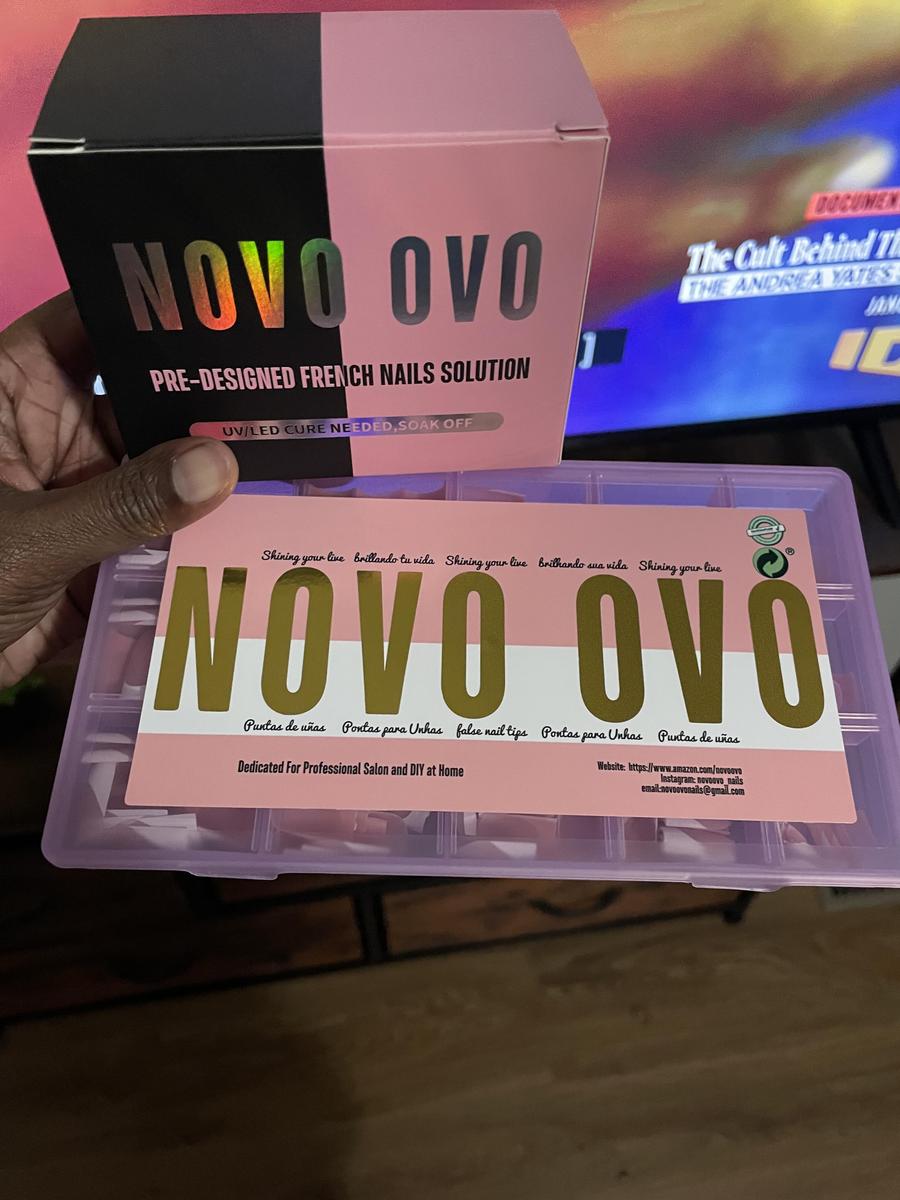 NOVO OVO
PRE-DESIGNED FRENCH NAILS SOLUTION
UV/LED CURE NEEDED,SOAK OFF
DOCUMEN
The Cult Behind Th
THE ANDREA YATES
JAN
ID
Shining your live brillando tu vida Shining your live brilhando sua vida Shining your live
NOVO OVO
Puntas de uñas Pontas para Unhas false nail tips Pontas para Unhas Puntas de uñas
Dedicated For Professional Salon and DIY at Home
Website: https://www.amazon.com/novoovo
Instagram: novoovo_nails
email:novoovonails@gmail.com